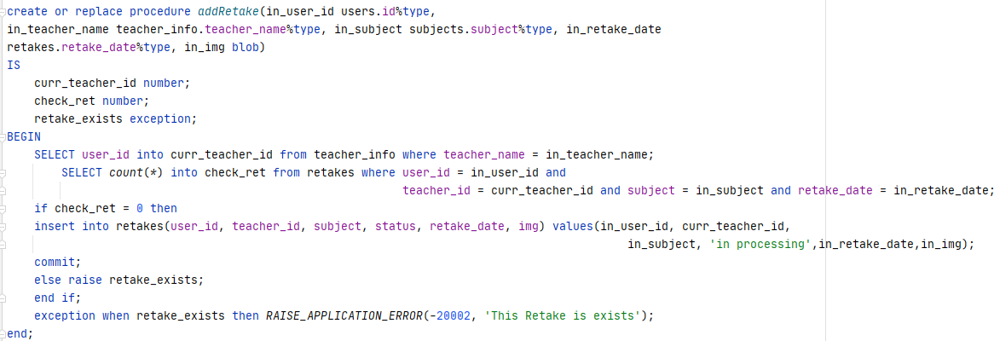 create or replace procedure addRetake(in_user_id users.id%type,
in_teacher_name teacher_info.teacher_name%type, in_subject subjects.subject%type, in_retake_date
retakes.retake_date%type, in_img blob)
IS
    curr_teacher_id number;
    check_ret number;
    retake_exists exception;
BEGIN
    SELECT user_id into curr_teacher_id from teacher_info where teacher_name = in_teacher_name;
        SELECT count(*) into check_ret from retakes where user_id = in_user_id and
                                                          teacher_id = curr_teacher_id and subject = in_subject and retake_date = in_retake_date;
    if check_ret = 0 then
    insert into retakes(user_id, teacher_id, subject, status, retake_date, img) values(in_user_id, curr_teacher_id,
                                                                                           in_subject, 'in processing',in_retake_date,in_img);
    commit;
    else raise retake_exists;
    end if;
    exception when retake_exists then RAISE_APPLICATION_ERROR(-20002, 'This Retake is exists');
end;